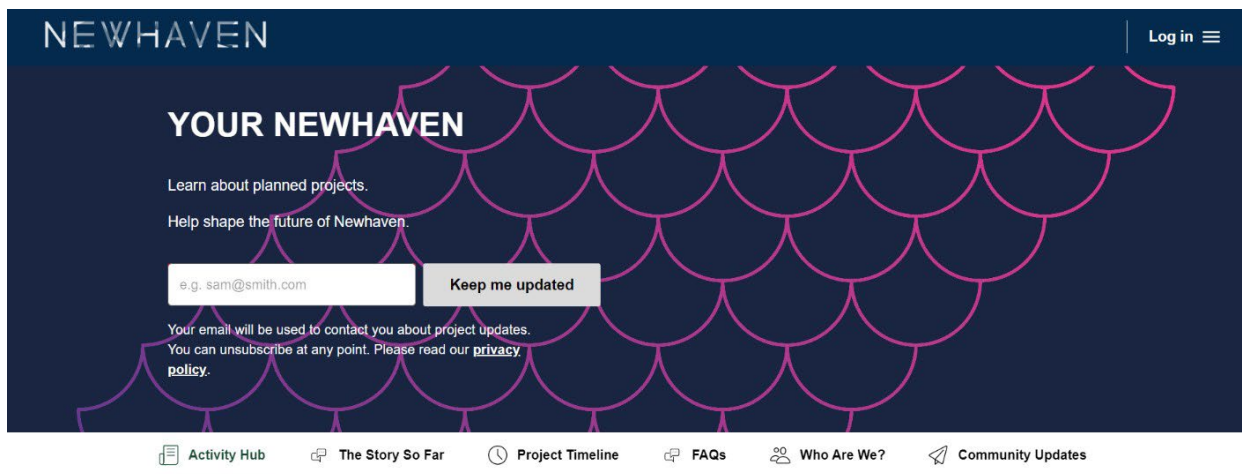 NEWHAVEN
Log in
YOUR NEWHAVEN
Learn about planned projects.
Help shape the future of Newhaven.
e.g. sam@smith.com
Keep me updated
Your email will be used to contact you about project updates.
You can unsubscribe at any point. Please read our privacy
policy.
Activity Hub The Story So Far Project Timeline FAQs Who Are We? Community Updates